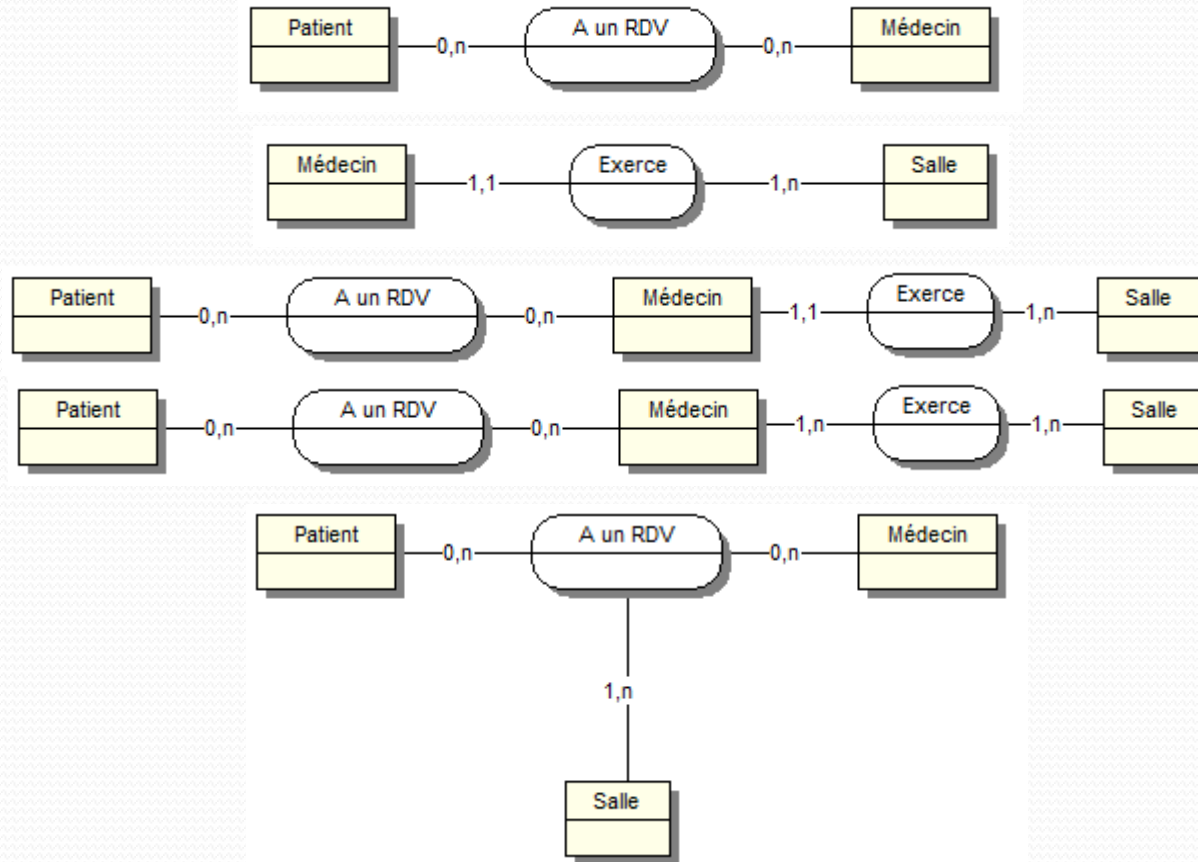 Patient 0,n A un RDV 0,n Médecin
Médecin 1,1 Exerce 1,n Salle
Patient 0,n A un RDV 0,n Médecin 1,1 Exerce 1,n Salle
Patient 0,n A un RDV 0,n Médecin 1,n Exerce 1,n Salle
Patient 0,n A un RDV 0,n Médecin
1,n
Salle